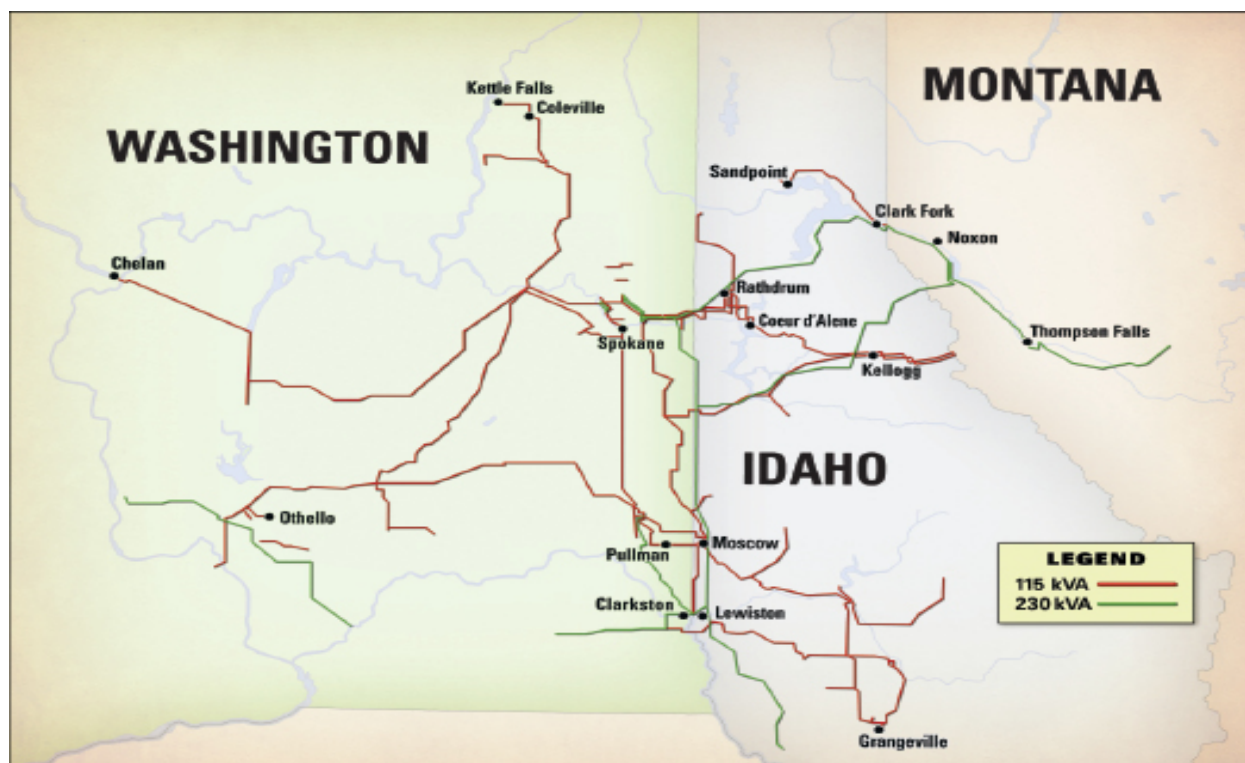 MONTANA
WASHINGTON
Kettle Falls
Coleville
Sandpoint
Clark Fork
Noxon
Chelan
Rathdrum
Coeur d'Alene
Spokane
Thompson Falls
Kellogg
IDAHO
Othello
Pullman
Moscow
Clarkston
Lewiston
Grangeville
LEGEND
115 kVA
230 kVA